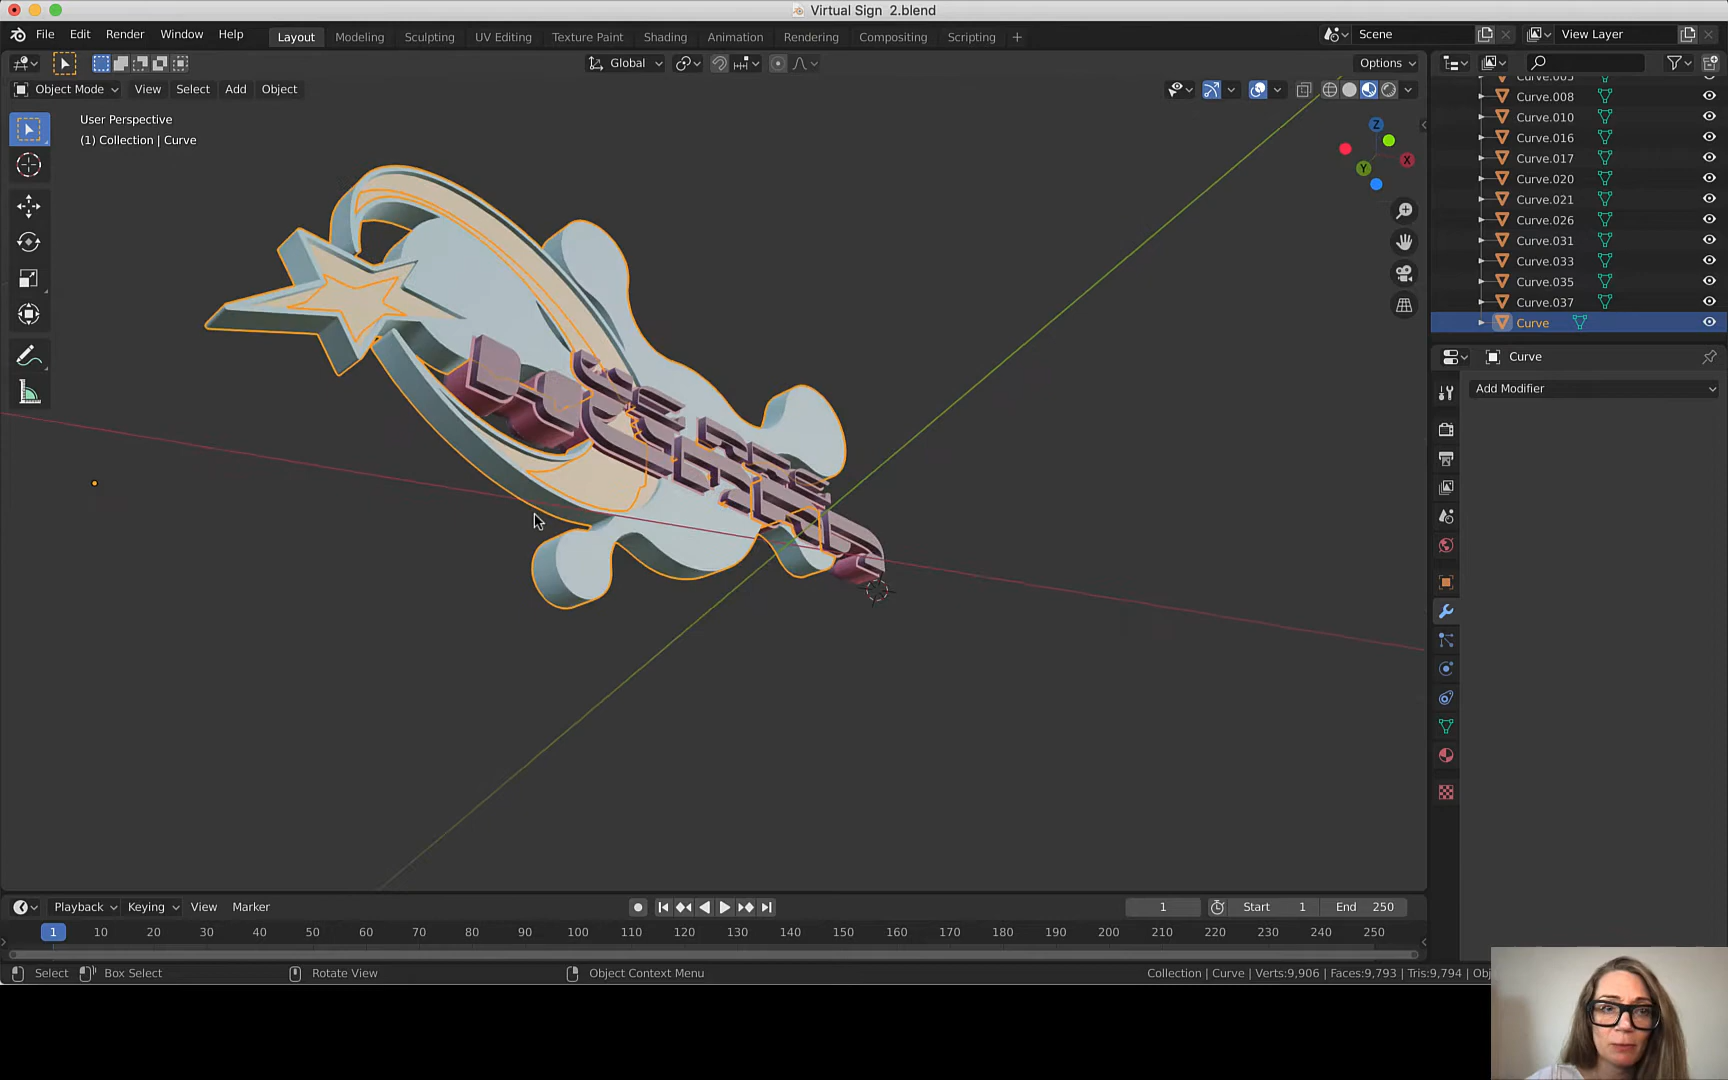 Virtual Sign 2.blend
File Edit Render Window Help
Layout Modeling Sculpting UV Editing Texture Paint Shading Animation Rendering Compositing Scripting +
Scene
View Layer
Global
Options
Object Mode View Select Add Object
User Perspective
(1) Collection | Curve
Z
X
Y
Curve.008
Curve.010
Curve.016
Curve.017
Curve.020
Curve.021
Curve.026
Curve.031
Curve.033
Curve.035
Curve.037
Curve
Curve
Add Modifier
Playback Keying View Marker
1
Start 1
End 250
1 10 20 30 40 50 60 70 80 90 100 110 120 130 140 150 160 170 180 190 200 210 220 230 240 250
Select Box Select Rotate View Object Context Menu
Collection | Curve | Verts:9,906 | Faces:9,793 | Tris:9,794 | Obj